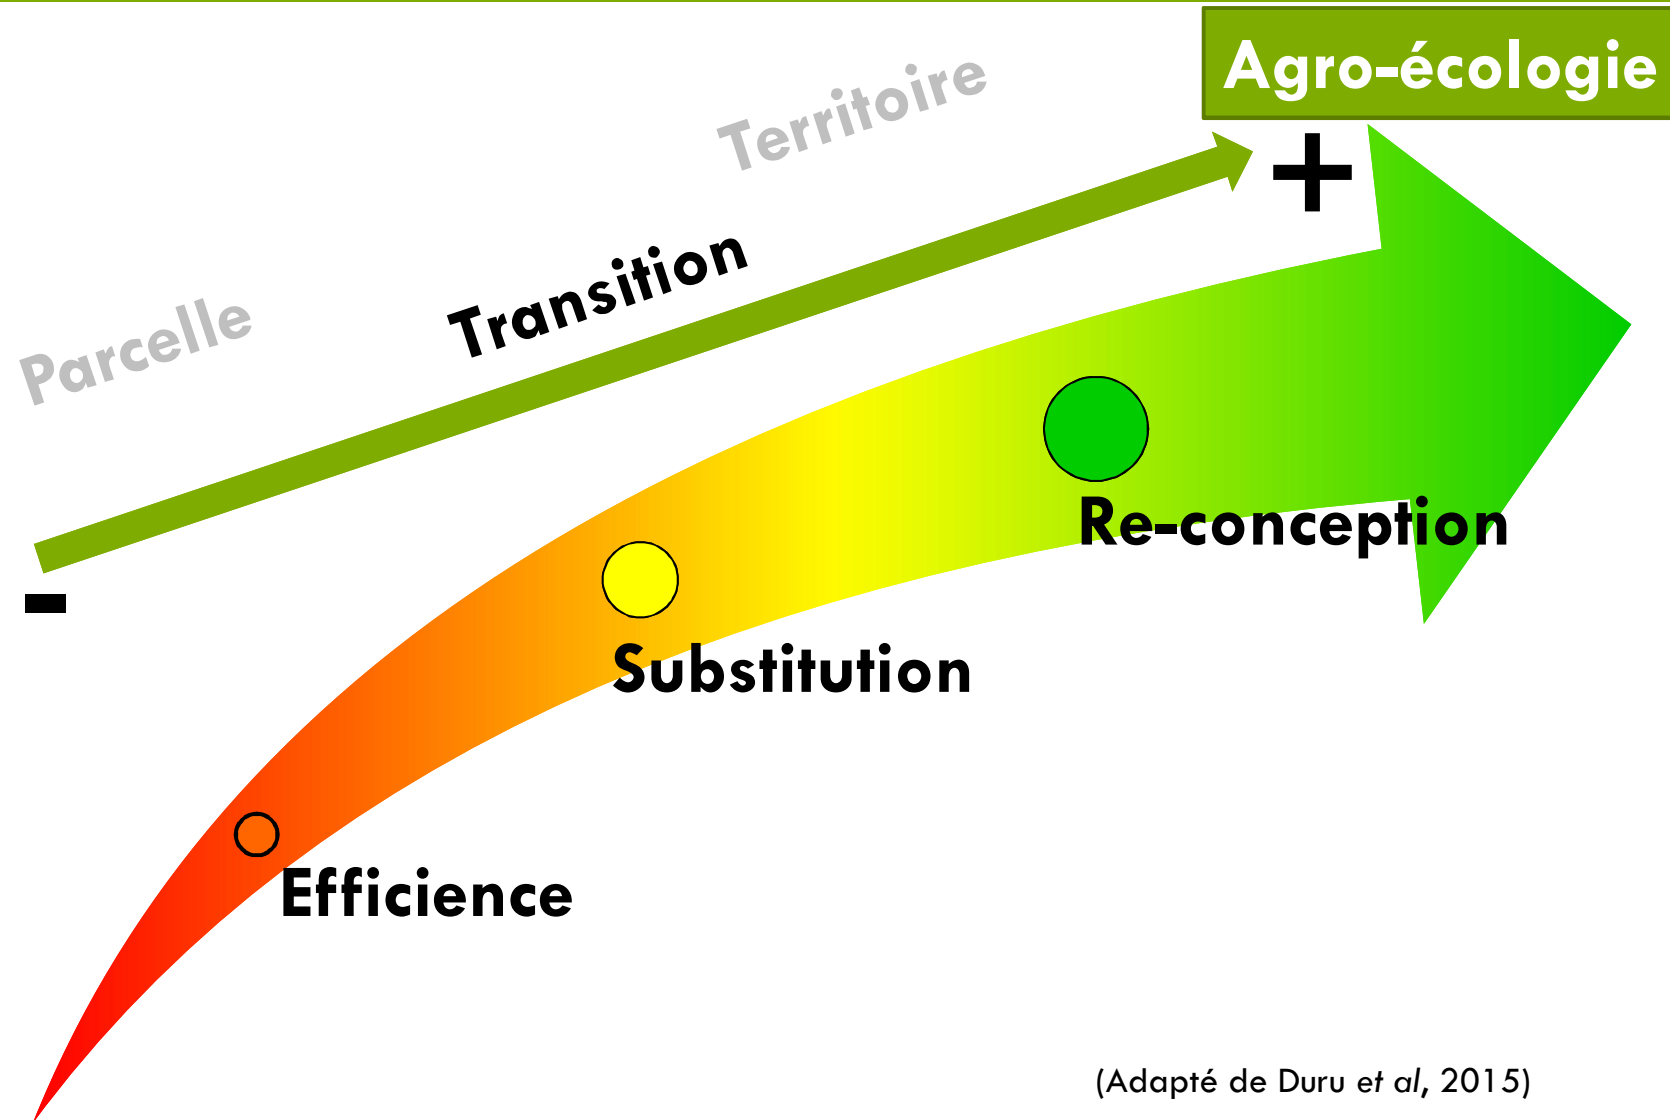 Agro-écologie
Territoire
+
Transition
Parcelle
-
Re-conception
Substitution
Efficience
(Adapté de Duru et al, 2015)